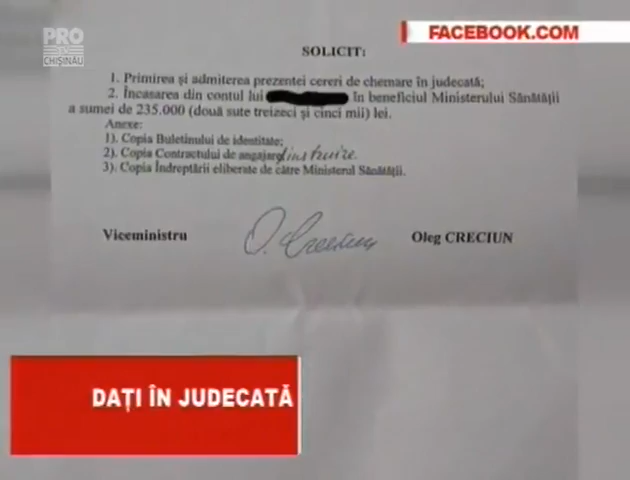 PRO
CHIȘINĂU
FACEBOOK.COM
SOLICIT:
1. Primirea și admiterea prezentei cereri de chemare în judecată;
2. Încasarea din contul lui în beneficiul Ministerului Sănătății
a sumei de 235.000 (două sute treizeci și cinci mii) lei.
Anexe:
1). Copia Buletinului de identitate;
2). Copia Contractului de angajare/instruire.
3). Copia Îndreptării eliberate de către Ministerul Sănătății.
Viceministru O. Creciun Oleg CRECIUN
DAȚI ÎN JUDECATĂ